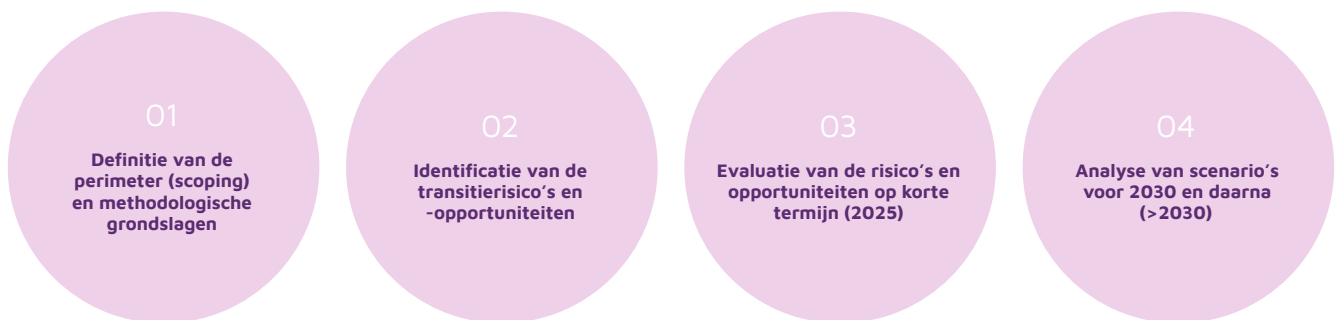 01
Definitie van de
perimeter (scoping)
en methodologische
grondslagen
02
Identificatie van de
transitierisico’s en
-opportuniteiten
03
Evaluatie van de risico’s en
opportuniteiten op korte
termijn (2025)
04
Analyse van scenario’s
voor 2030 en daarna
(>2030)